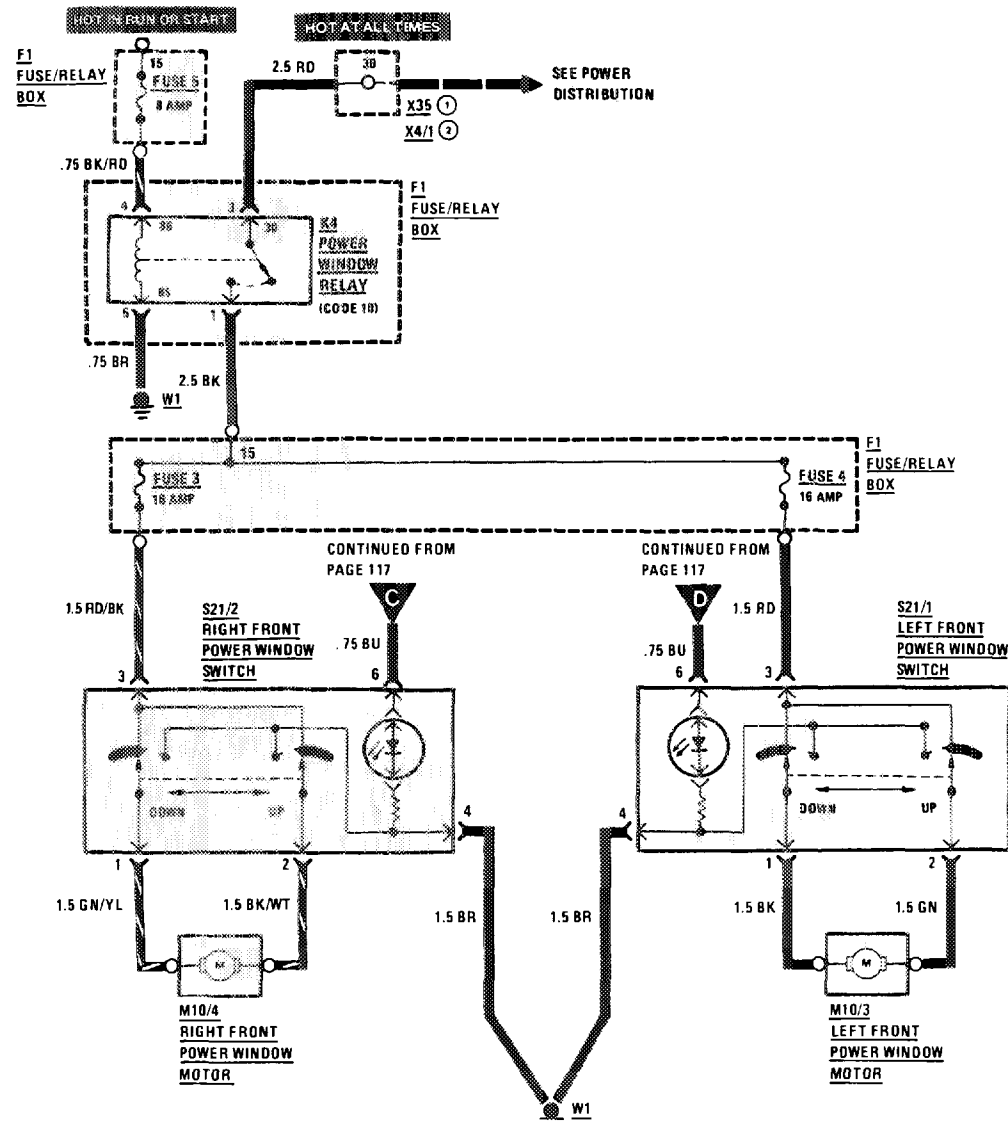 HOT IN RUN OR START
HOT AT ALL TIMES
F1
FUSE/RELAY
BOX
15
FUSE 5
8 AMP
2.5 RD
30
SEE POWER
DISTRIBUTION
X35 ①
X4/1 ②
.75 BK/RD
F1
FUSE/RELAY
BOX
4
3
86
30
K4
POWER
WINDOW
RELAY
(CODE 18)
85
5
1
.75 BR
2.5 BK
W1
15
F1
FUSE/RELAY
BOX
FUSE 3
16 AMP
FUSE 4
16 AMP
CONTINUED FROM
PAGE 117
CONTINUED FROM
PAGE 117
C
D
1.5 RD/BK
S21/2
RIGHT FRONT
POWER WINDOW
SWITCH
.75 BU
.75 BU
1.5 RD
S21/1
LEFT FRONT
POWER WINDOW
SWITCH
3
6
6
3
DOWN
UP
4
4
DOWN
UP
1
2
1
2
1.5 GN/YL
1.5 BK/WT
1.5 BR
1.5 BR
1.5 BK
1.5 GN
M
M
M10/4
RIGHT FRONT
POWER WINDOW
MOTOR
M10/3
LEFT FRONT
POWER WINDOW
MOTOR
W1